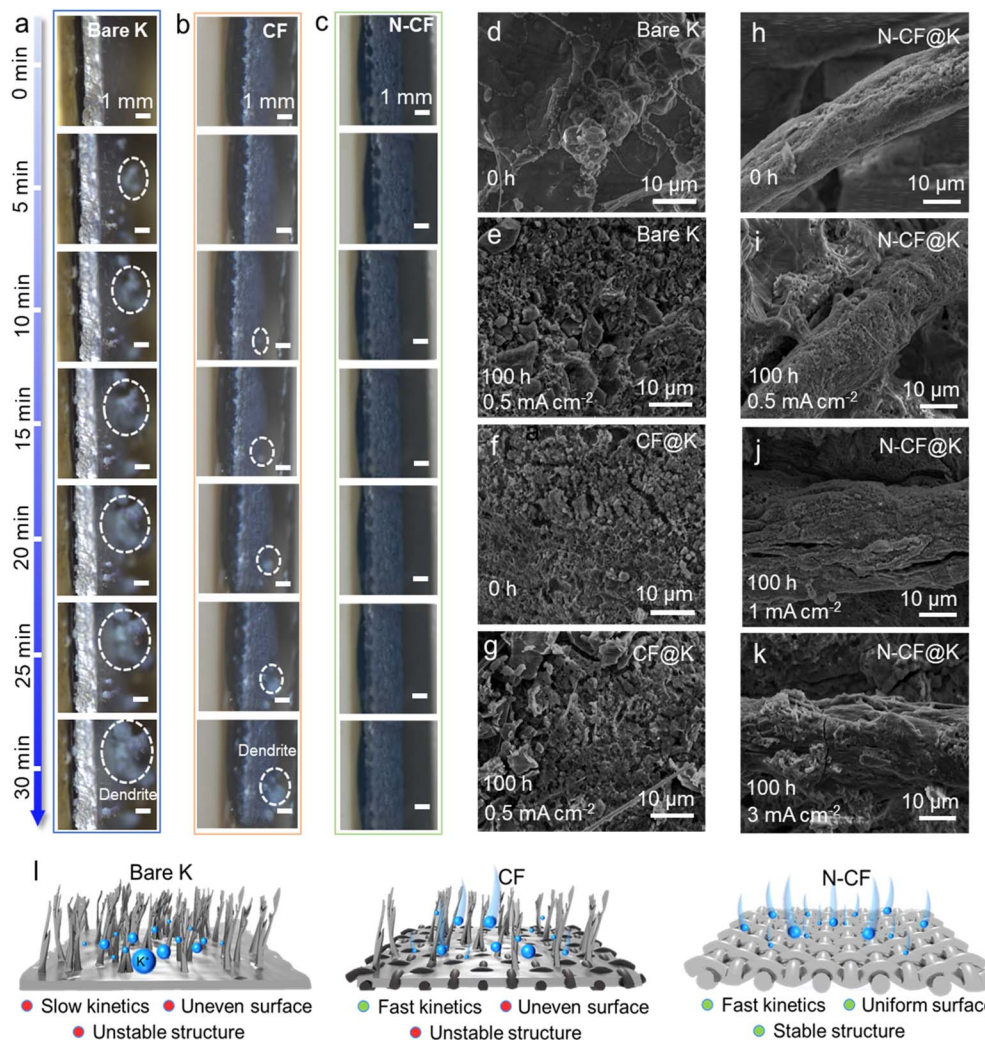 a
Bare K
1 mm
0 min
5 min
10 min
15 min
20 min
25 min
30 min
Dendrite
b
CF
1 mm
Dendrite
c
N-CF
1 mm
d
Bare K
0 h
10 µm
e
Bare K
100 h
0.5 mA cm⁻²
10 µm
f
CF@K
0 h
10 µm
g
CF@K
100 h
0.5 mA cm⁻²
10 µm
h
N-CF@K
0 h
10 µm
i
N-CF@K
100 h
0.5 mA cm⁻²
10 µm
j
N-CF@K
100 h
1 mA cm⁻²
10 µm
k
N-CF@K
100 h
3 mA cm⁻²
10 µm
l
Bare K
K⁺
Slow kinetics Uneven surface
Unstable structure
CF
Fast kinetics Uneven surface
Unstable structure
N-CF
Fast kinetics Uniform surface
Stable structure